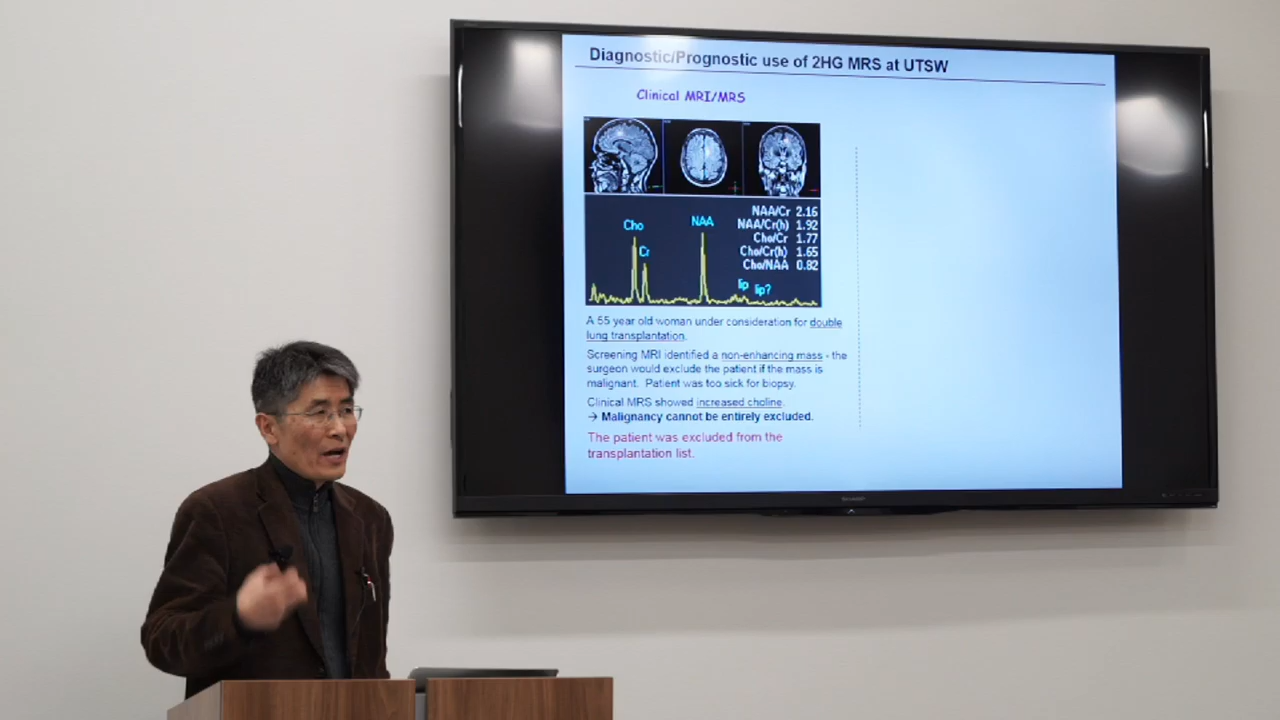 Diagnostic/Prognostic use of 2HG MRS at UTSW
Clinical MRI/MRS
NAA/Cr 2.16
NAA/Cr(h) 1.92
Cho/Cr 1.77
Cho/Cr(h) 1.65
Cho/NAA 0.82
Cho
NAA
Cr
lip
lip?
A 55 year old woman under consideration for double
lung transplantation.
Screening MRI identified a non-enhancing mass - the
surgeon would exclude the patient if the mass is
malignant. Patient was too sick for biopsy.
Clinical MRS showed increased choline.
→ Malignancy cannot be entirely excluded.
The patient was excluded from the
transplantation list.
SHARP